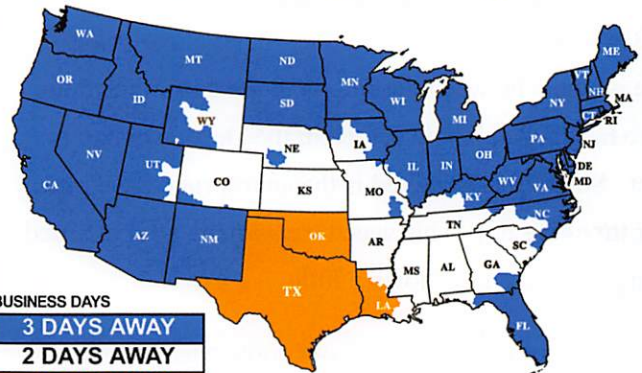 WA
MT
ND
MN
ME
VT
NH
OR
ID
SD
WI
MI
NY
MA
RI
CT
WY
NE
IA
PA
NJ
NV
UT
CO
KS
MO
IL
IN
OH
WV
VA
DE
MD
CA
KY
NC
AZ
NM
OK
AR
TN
SC
TX
LA
MS
AL
GA
FL
BUSINESS DAYS
3 DAYS AWAY
2 DAYS AWAY